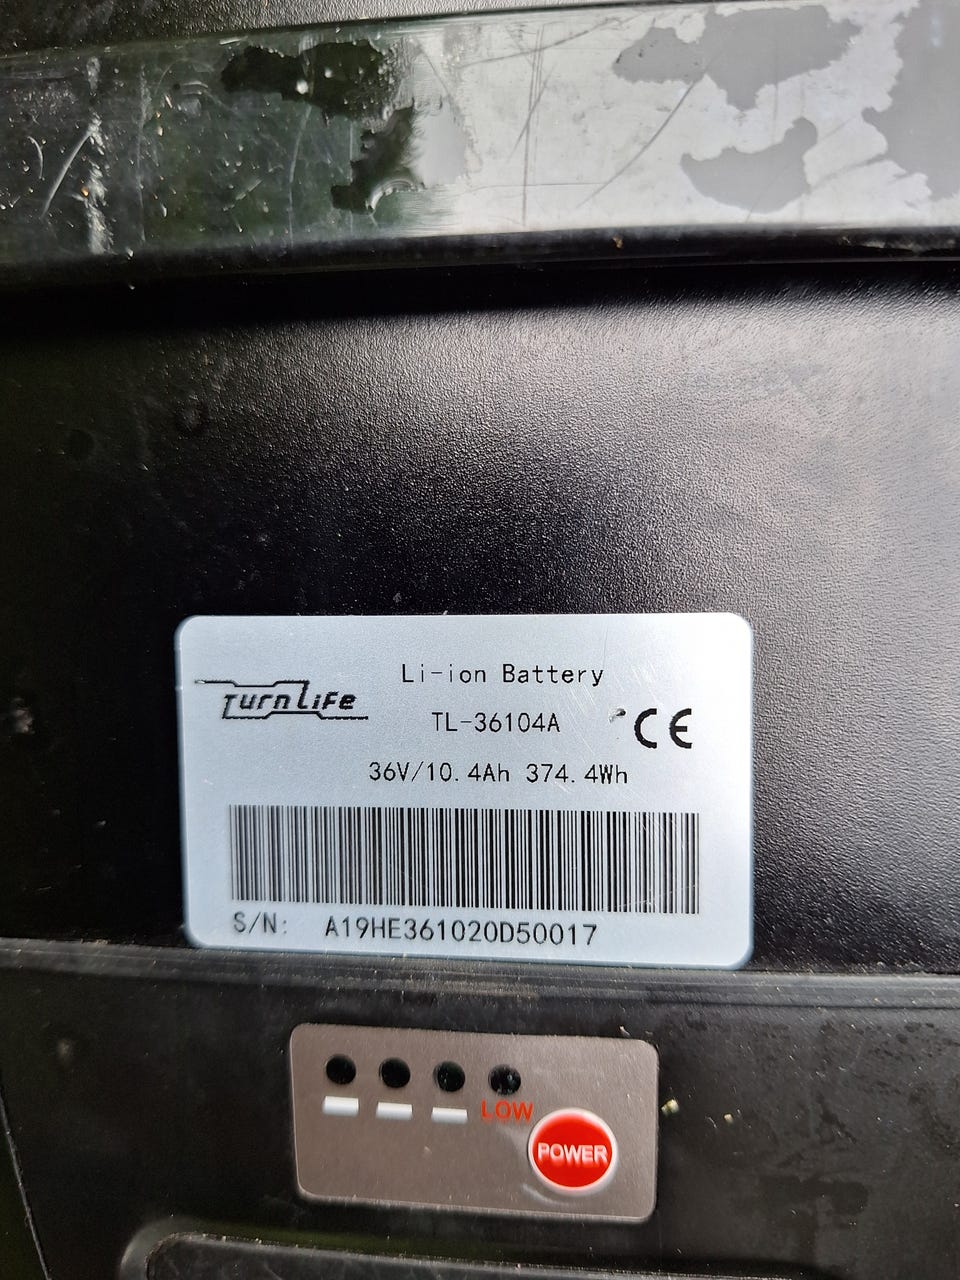 Li-ion Battery
TurnLife
TL-36104A CE
36V/10.4Ah 374.4Wh
S/N: A19HE361020D50017
LOW
POWER